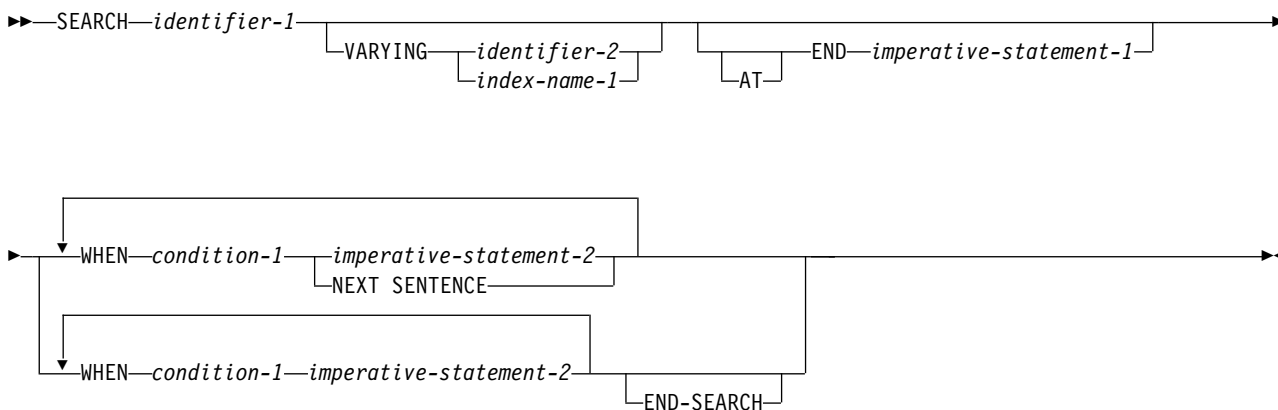 SEARCH identifier-1
VARYING identifier-2
index-name-1
AT END imperative-statement-1
WHEN condition-1 imperative-statement-2
NEXT SENTENCE
WHEN condition-1 imperative-statement-2
END-SEARCH